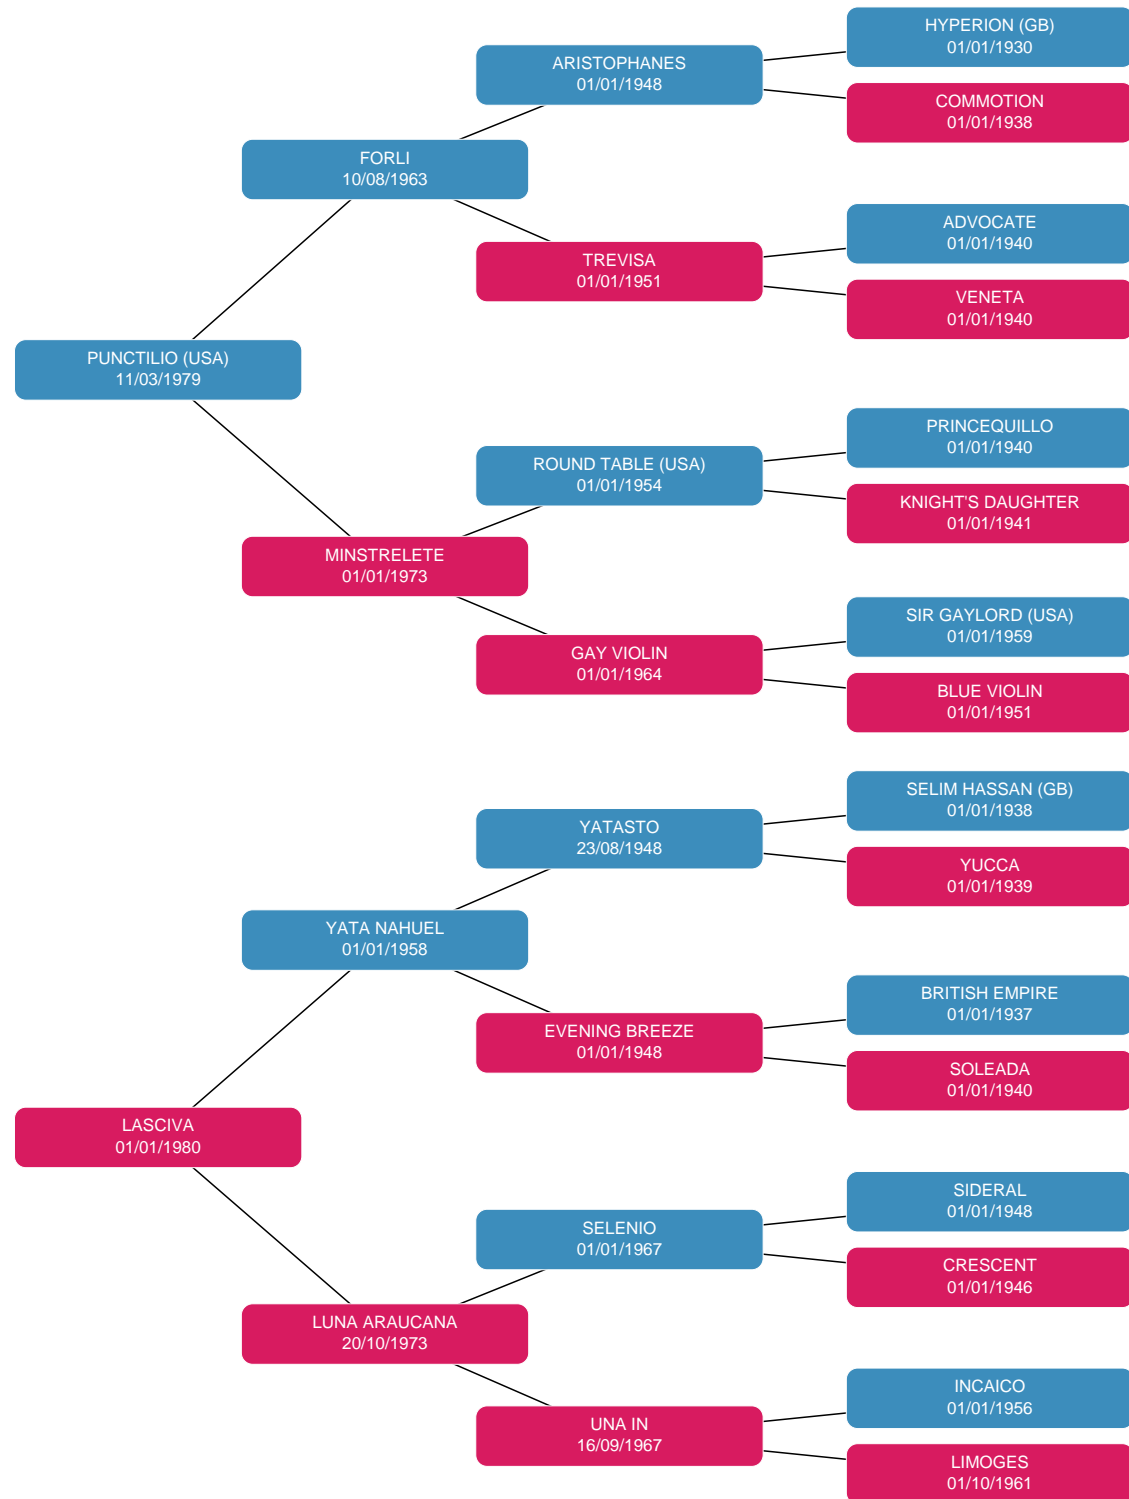 HYPERION (GB)
01/01/1930
ARISTOPHANES
01/01/1948
COMMOTION
01/01/1938
FORLI
10/08/1963
ADVOCATE
01/01/1940
TREVISA
01/01/1951
VENETA
01/01/1940
PUNCTILIO (USA)
11/03/1979
PRINCEQUILLO
01/01/1940
ROUND TABLE (USA)
01/01/1954
KNIGHT'S DAUGHTER
01/01/1941
MINSTRELETE
01/01/1973
SIR GAYLORD (USA)
01/01/1959
GAY VIOLIN
01/01/1964
BLUE VIOLIN
01/01/1951
SELIM HASSAN (GB)
01/01/1938
YATASTO
23/08/1948
YUCCA
01/01/1939
YATA NAHUEL
01/01/1958
BRITISH EMPIRE
01/01/1937
EVENING BREEZE
01/01/1948
SOLEADA
01/01/1940
LASCIVA
01/01/1980
SIDERAL
01/01/1948
SELENIO
01/01/1967
CRESCENT
01/01/1946
LUNA ARAUCANA
20/10/1973
INCAICO
01/01/1956
UNA IN
16/09/1967
LIMOGES
01/10/1961